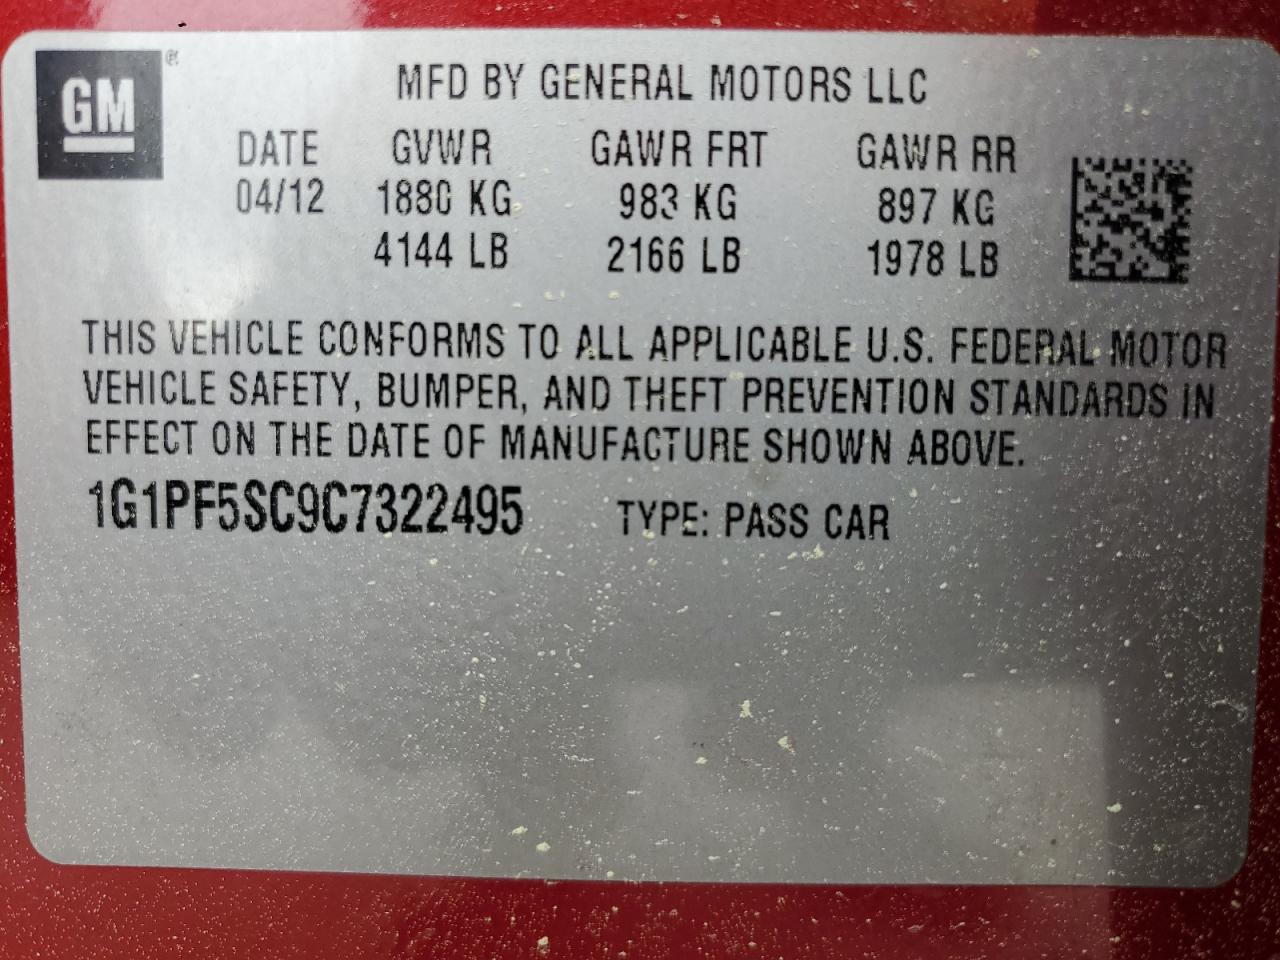 GM
MFD BY GENERAL MOTORS LLC
DATE GVWR GAWR FRT GAWR RR
04/12 1880 KG 983 KG 897 KG
4144 LB 2166 LB 1978 LB
THIS VEHICLE CONFORMS TO ALL APPLICABLE U.S. FEDERAL MOTOR
VEHICLE SAFETY, BUMPER, AND THEFT PREVENTION STANDARDS IN
EFFECT ON THE DATE OF MANUFACTURE SHOWN ABOVE.
1G1PF5SC9C7322495 TYPE: PASS CAR